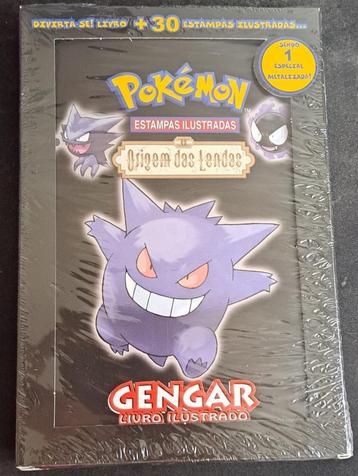 DIVIRTA-SE! LIVRO + 30 ESTAMPAS ILUSTRADAS...
SENDO
1
ESPECIAL
METALIZADA!
POKÉMON
TM
ESTAMPAS ILUSTRADAS
Origem das Lendas
GENGAR
LIVRO ILUSTRADO